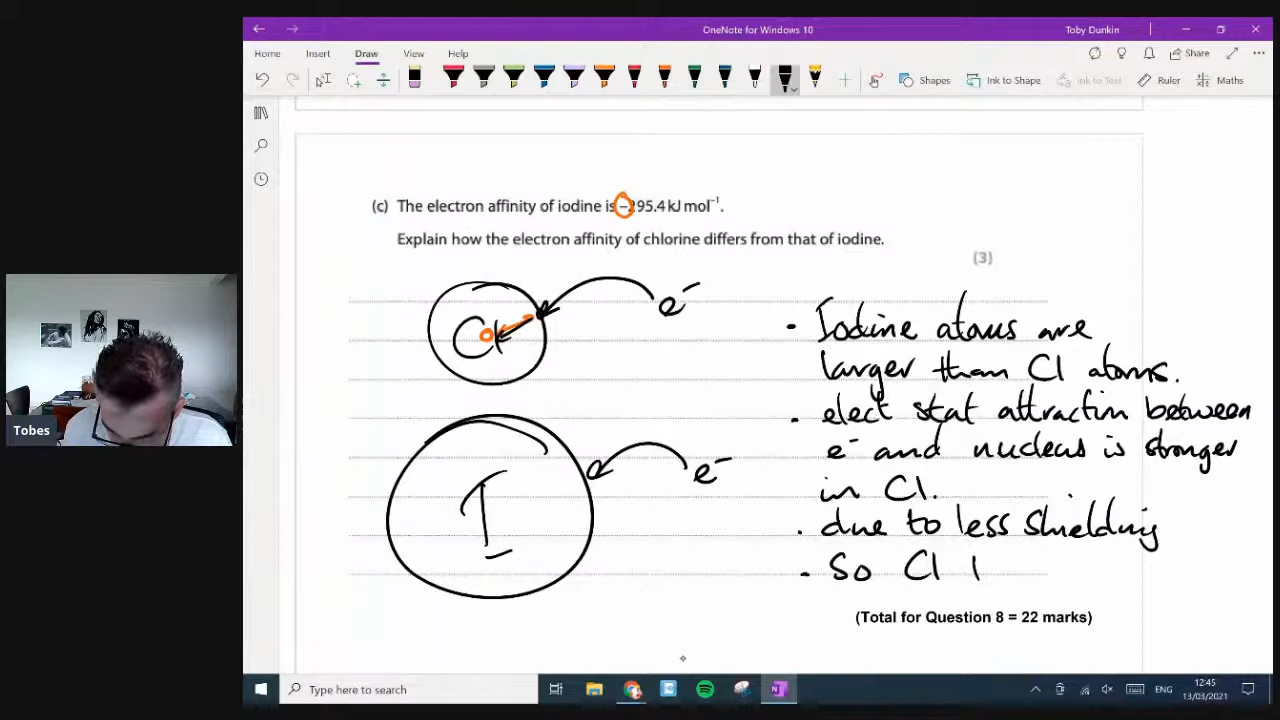 OneNote for Windows 10
Toby Dunkin
Home Insert Draw View Help
Share
Shapes
Ink to Shape
Ink to Text
Ruler
Maths
(c) The electron affinity of iodine is –295.4 kJ mol⁻¹.
Explain how the electron affinity of chlorine differs from that of iodine.
(3)
Cl
e⁻
I
e⁻
• Iodine atoms are
larger than Cl atoms.
• elect stat attraction between
e⁻ and nucleus is stronger
in Cl.
• due to less shielding
• So Cl I
(Total for Question 8 = 22 marks)
Tobes
Type here to search
ENG
12:45
13/03/2021